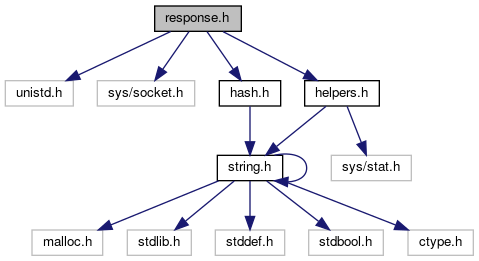 response.h
unistd.h
sys/socket.h
hash.h
helpers.h
string.h
sys/stat.h
malloc.h
stdlib.h
stddef.h
stdbool.h
ctype.h